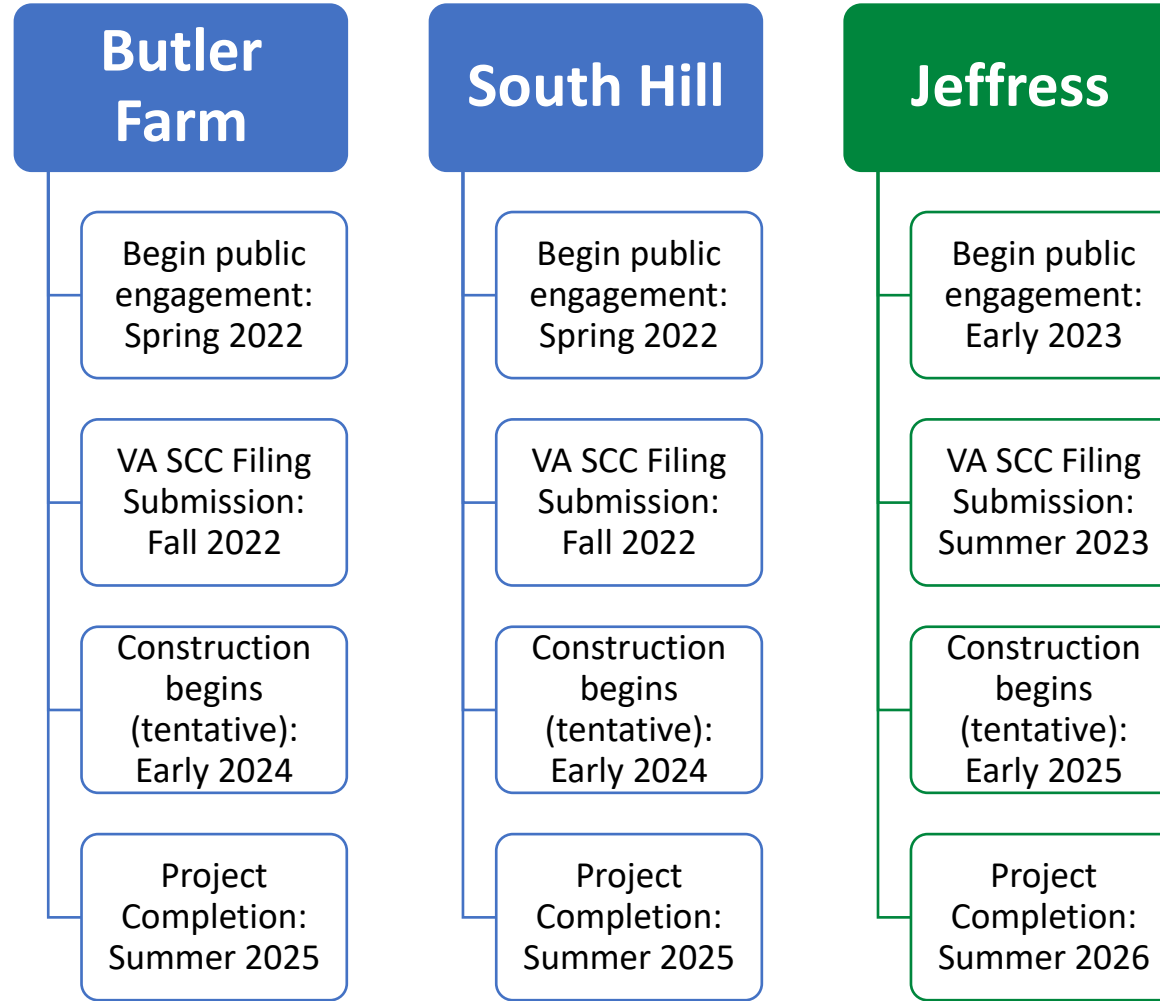 Butler
Farm
Begin public
engagement:
Spring 2022
VA SCC Filing
Submission:
Fall 2022
Construction
begins
(tentative):
Early 2024
Project
Completion:
Summer 2025
South Hill
Begin public
engagement:
Spring 2022
VA SCC Filing
Submission:
Fall 2022
Construction
begins
(tentative):
Early 2024
Project
Completion:
Summer 2025
Jeffress
Begin public
engagement:
Early 2023
VA SCC Filing
Submission:
Summer 2023
Construction
begins
(tentative):
Early 2025
Project
Completion:
Summer 2026